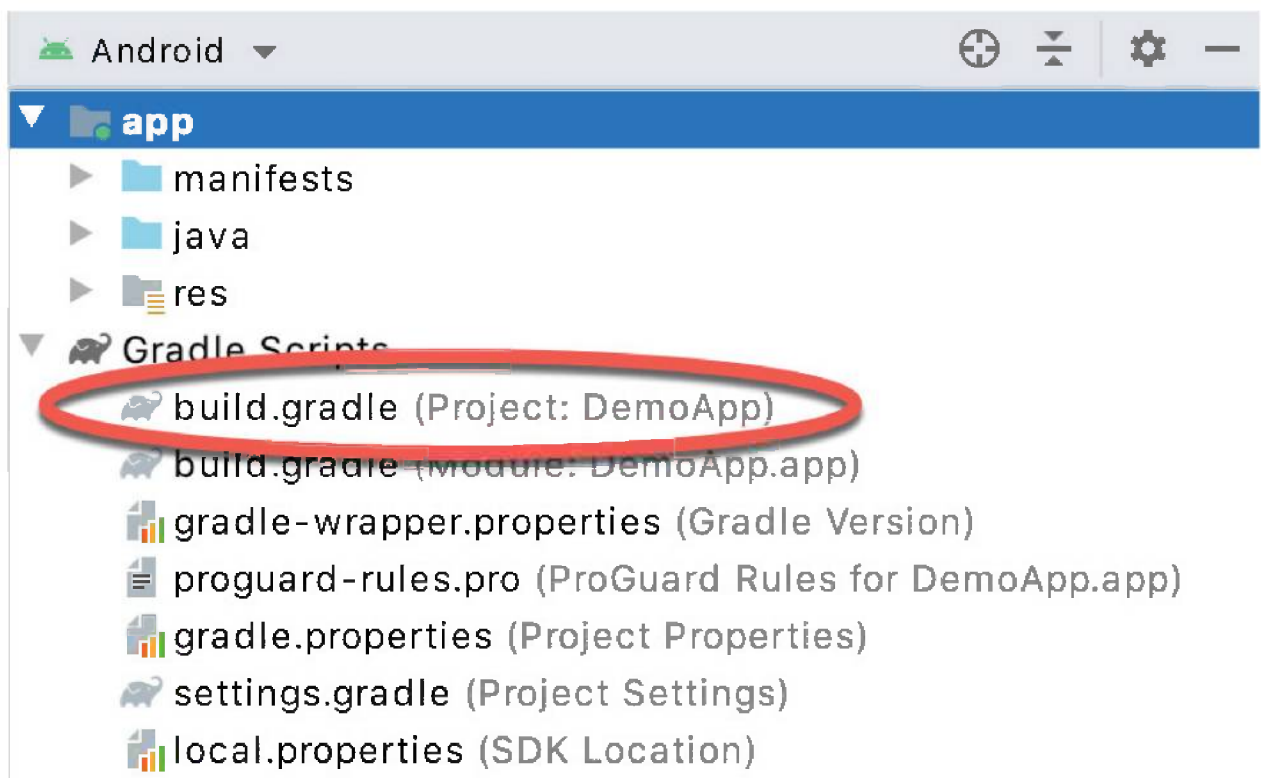 Android
app
manifests
java
res
Gradle Scripts
build.gradle (Project: DemoApp)
build.gradle (Module: DemoApp.app)
gradle-wrapper.properties (Gradle Version)
proguard-rules.pro (ProGuard Rules for DemoApp.app)
gradle.properties (Project Properties)
settings.gradle (Project Settings)
local.properties (SDK Location)